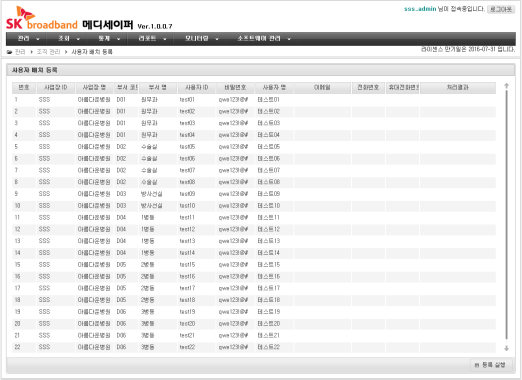 sss_admin 님이 접속중입니다. 로그아웃
SK broadband 메디세이퍼 Ver.1.0.0.7
관리 조회 통계 리포트 모니터링 소프트웨어 관리
관리 > 조직 관리 > 사용자 배치 등록 라이센스 만기일은 2016-07-31 입니다.
사용자 배치 등록
번호 사업장 ID 사업장 명 부서 코드 부서 명 사용자 ID 비밀번호 사용자 명 이메일 전화번호 휴대전화번호 처리결과
1 SSS 아름다운병원 D01 원무과 test01 qwe123!@# 테스트01
2 SSS 아름다운병원 D01 원무과 test02 qwe123!@# 테스트02
3 SSS 아름다운병원 D01 원무과 test03 qwe123!@# 테스트03
4 SSS 아름다운병원 D01 원무과 test04 qwe123!@# 테스트04
5 SSS 아름다운병원 D02 수술실 test05 qwe123!@# 테스트05
6 SSS 아름다운병원 D02 수술실 test06 qwe123!@# 테스트06
7 SSS 아름다운병원 D02 수술실 test07 qwe123!@# 테스트07
8 SSS 아름다운병원 D02 수술실 test08 qwe123!@# 테스트08
9 SSS 아름다운병원 D03 방사선실 test09 qwe123!@# 테스트09
10 SSS 아름다운병원 D03 방사선실 test10 qwe123!@# 테스트10
11 SSS 아름다운병원 D04 1병동 test11 qwe123!@# 테스트11
12 SSS 아름다운병원 D04 1병동 test12 qwe123!@# 테스트12
13 SSS 아름다운병원 D04 1병동 test13 qwe123!@# 테스트13
14 SSS 아름다운병원 D04 1병동 test14 qwe123!@# 테스트14
15 SSS 아름다운병원 D05 2병동 test15 qwe123!@# 테스트15
16 SSS 아름다운병원 D05 2병동 test16 qwe123!@# 테스트16
17 SSS 아름다운병원 D05 2병동 test17 qwe123!@# 테스트17
18 SSS 아름다운병원 D05 2병동 test18 qwe123!@# 테스트18
19 SSS 아름다운병원 D06 3병동 test19 qwe123!@# 테스트19
20 SSS 아름다운병원 D06 3병동 test20 qwe123!@# 테스트20
21 SSS 아름다운병원 D06 3병동 test21 qwe123!@# 테스트21
22 SSS 아름다운병원 D06 3병동 test22 qwe123!@# 테스트22
등록 실행